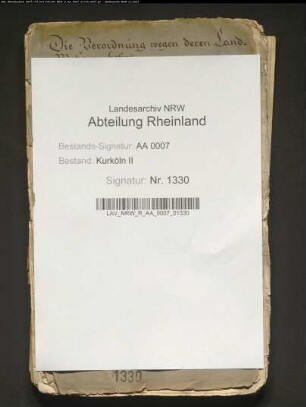 Die Verordnung wegen deren Land-
Landesarchiv NRW
Abteilung Rheinland
Bestands-Signatur: AA 0007
Bestand: Kurköln II
Signatur: Nr. 1330
LAV_NRW_R_AA_0007_01330
1330